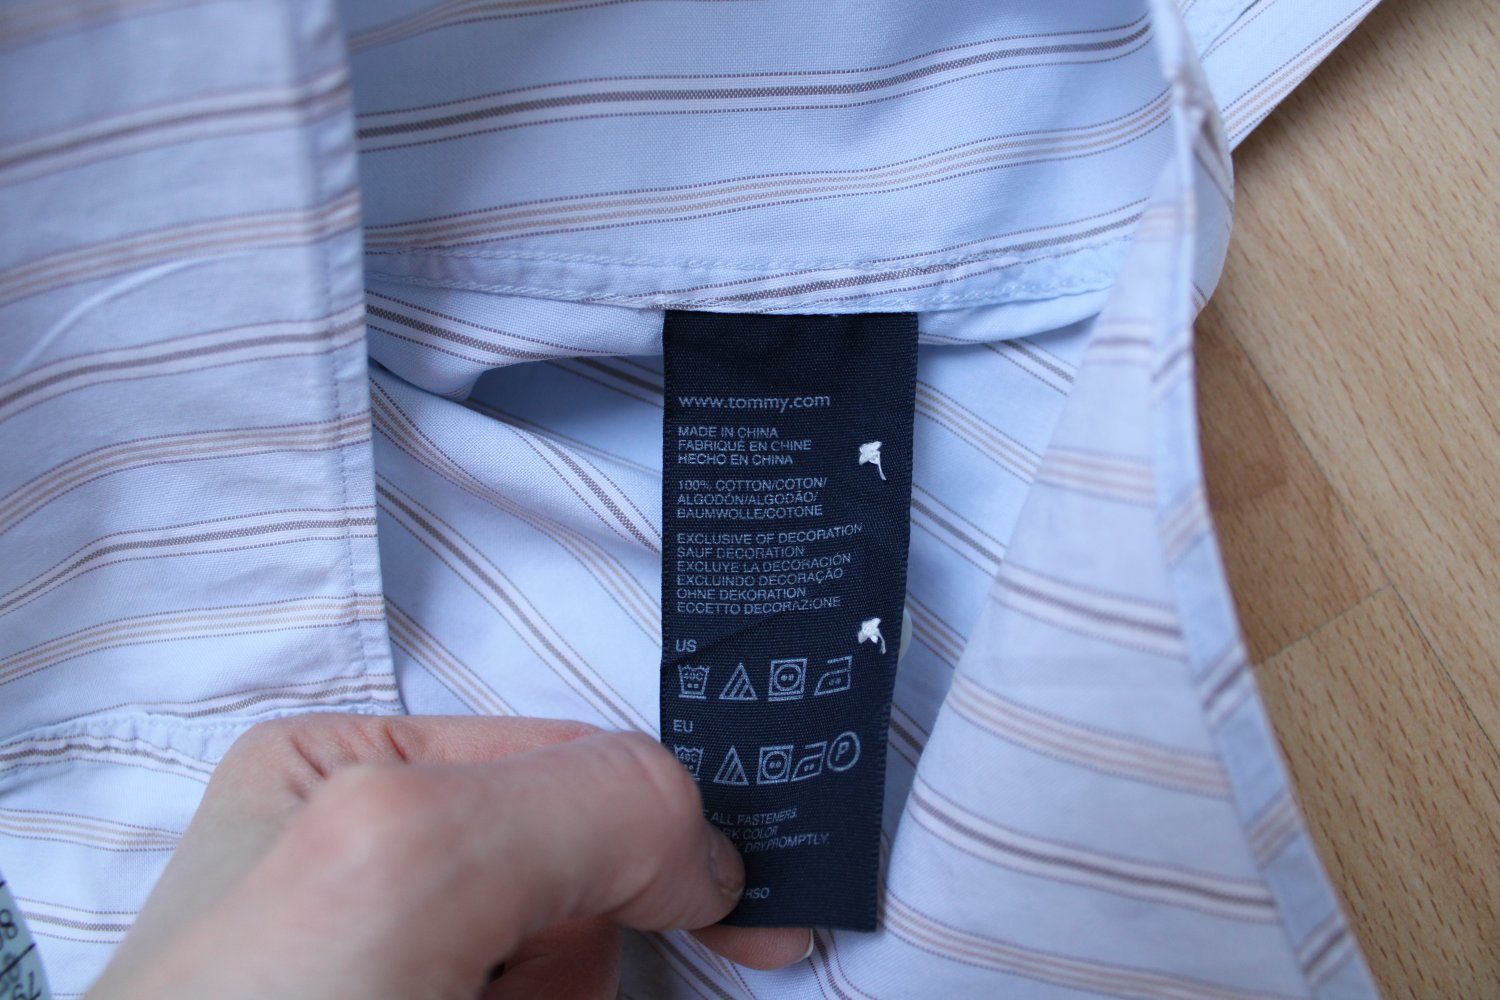 www.tommy.com
MADE IN CHINA
FABRIQUÉ EN CHINE
HECHO EN CHINA
100% COTTON/COTON/
ALGODÓN/ALGODÃO/
BAUMWOLLE/COTONE
EXCLUSIVE OF DECORATION
SAUF DECORATION
EXCLUYE LA DECORACIÓN
EXCLUINDO DECORAÇÃO
OHNE DEKORATION
ECCETTO DECORAZIONE
US
40C
EU
40C
P
ALL FASTENERS.
COLOR
DRY PROMPTLY.